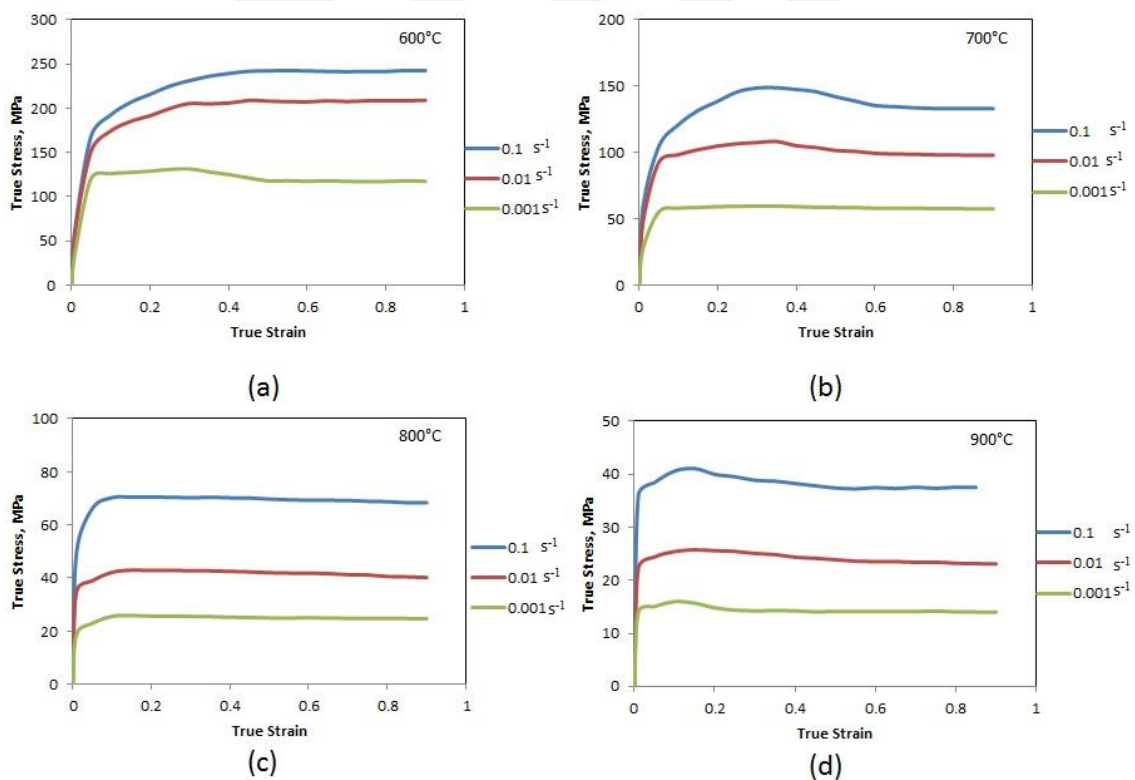 600°C
True Stress, MPa
300
250
200
150
100
50
0
0 0.2 0.4 0.6 0.8 1
True Strain
0.1 s-1
0.01 s-1
0.001 s-1
(a)
700°C
True Stress, MPa
200
150
100
50
0
0 0.2 0.4 0.6 0.8 1
True Strain
0.1 s-1
0.01 s-1
0.001 s-1
(b)
800°C
True Stress, MPa
100
80
60
40
20
0
0 0.2 0.4 0.6 0.8 1
True Strain
0.1 s-1
0.01 s-1
0.001 s-1
(c)
900°C
True Stress, MPa
50
40
30
20
10
0
0 0.2 0.4 0.6 0.8 1
True Strain
0.1 s-1
0.01 s-1
0.001 s-1
(d)